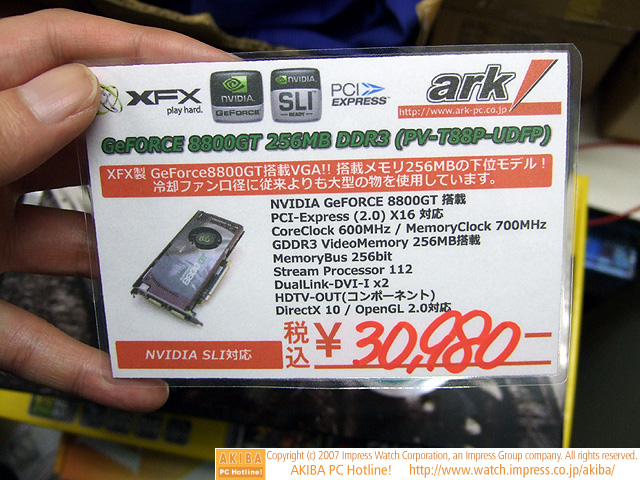 XFX
play hard.
NVIDIA
GEFORCE
NVIDIA
SLI
READY
PCI
EXPRESS
ark
http://www.ark-pc.co.jp
GeFORCE 8800GT 256MB DDR3 (PV-T88P-UDFP)
XFX製 GeForce8800GT搭載VGA!! 搭載メモリ256MBの下位モデル!
冷却ファン口径に従来よりも大型の物を使用しています。
NVIDIA GeFORCE 8800GT 搭載
PCI-Express (2.0) X16 対応
CoreClock 600MHz / MemoryClock 700MHz
GDDR3 VideoMemory 256MB搭載
MemoryBus 256bit
Stream Processor 112
DualLink-DVI-I x2
HDTV-OUT(コンポーネント)
DirectX 10 / OpenGL 2.0対応
NVIDIA SLI対応
税込 ¥30,980-
AKIBA
PC Hotline!
Copyright (c) 2007 Impress Watch Corporation, an Impress Group company. All rights reserved.
AKIBA PC Hotline! http://www.watch.impress.co.jp/akiba/